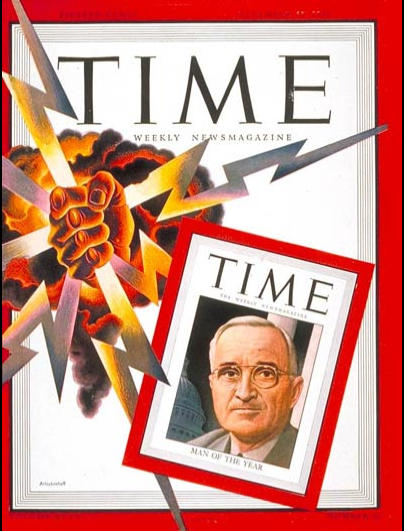 TIME
WEEKLY NEWSMAGAZINE
TIME
THE WEEKLY NEWSMAGAZINE
MAN OF THE YEAR
Artzybasheff